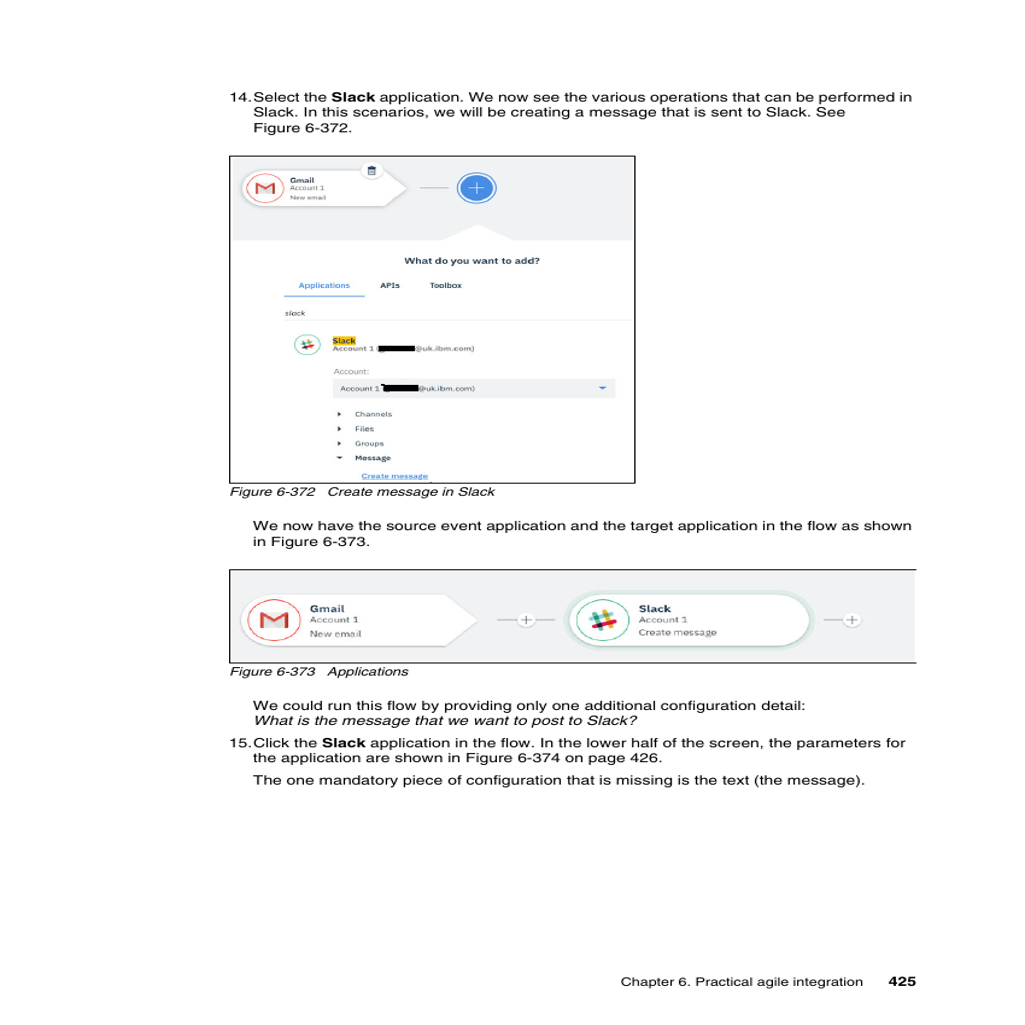 14. Select the Slack application. We now see the various operations that can be performed in
Slack. In this scenarios, we will be creating a message that is sent to Slack. See
Figure 6-372.
Gmail
Account 1
New email
What do you want to add?
Applications APIs Toolbox
slack
Slack
Account 1 ( @uk.ibm.com)
Account:
Account 1 @uk.ibm.com)
Channels
Files
Groups
Message
Create message
Figure 6-372 Create message in Slack
We now have the source event application and the target application in the flow as shown
in Figure 6-373.
Gmail
Account 1
New email
Slack
Account 1
Create message
Figure 6-373 Applications
We could run this flow by providing only one additional configuration detail:
What is the message that we want to post to Slack?
15. Click the Slack application in the flow. In the lower half of the screen, the parameters for
the application are shown in Figure 6-374 on page 426.
The one mandatory piece of configuration that is missing is the text (the message).
Chapter 6. Practical agile integration 425